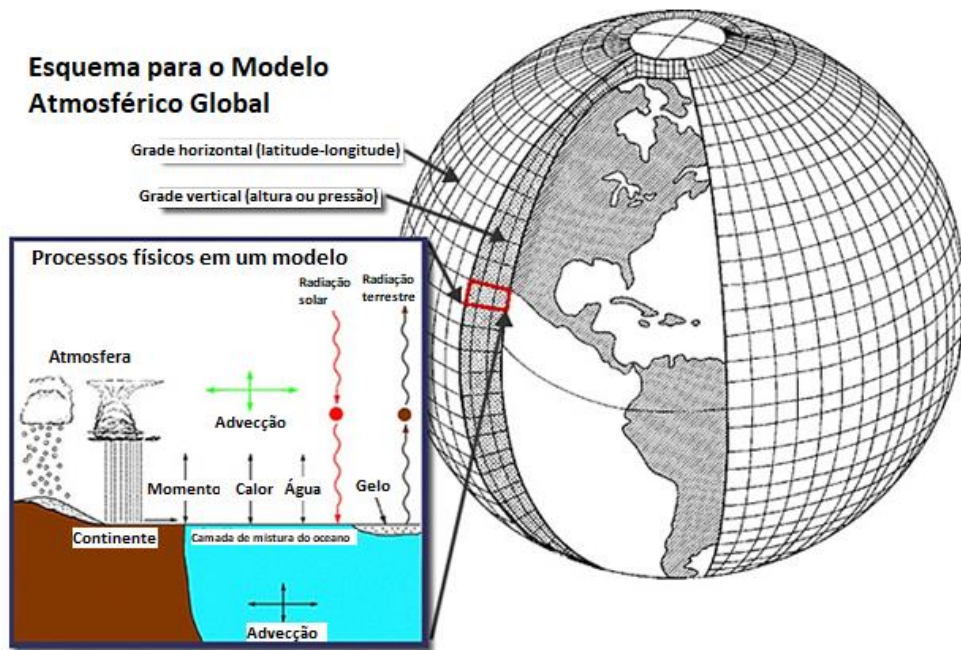 Esquema para o Modelo
Atmosférico Global
Grade horizontal (latitude-longitude)
Grade vertical (altura ou pressão)
Processos físicos em um modelo
Radiação
solar
Radiação
terrestre
Atmosfera
Advecção
Momento
Calor
Água
Gelo
Continente
Camada de mistura do oceano
Advecção